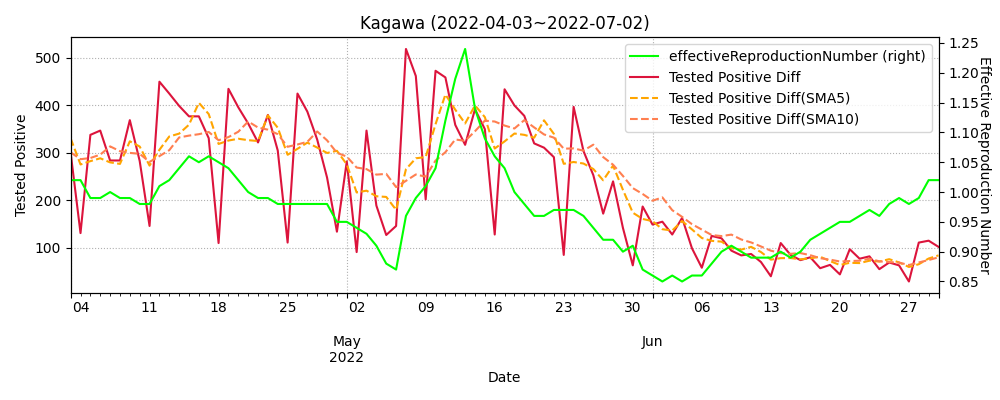 Kagawa (2022-04-03~2022-07-02)
effectiveReproductionNumber (right)
Tested Positive Diff
Tested Positive Diff(SMA5)
Tested Positive Diff(SMA10)
Tested Positive
500
400
300
200
100
1.25
1.20
1.15
1.10
1.05
1.00
0.95
0.90
0.85
Effective Reproduction Number
04 11 18 25 02 09 16 23 30 06 13 20 27
May Jun
2022
Date